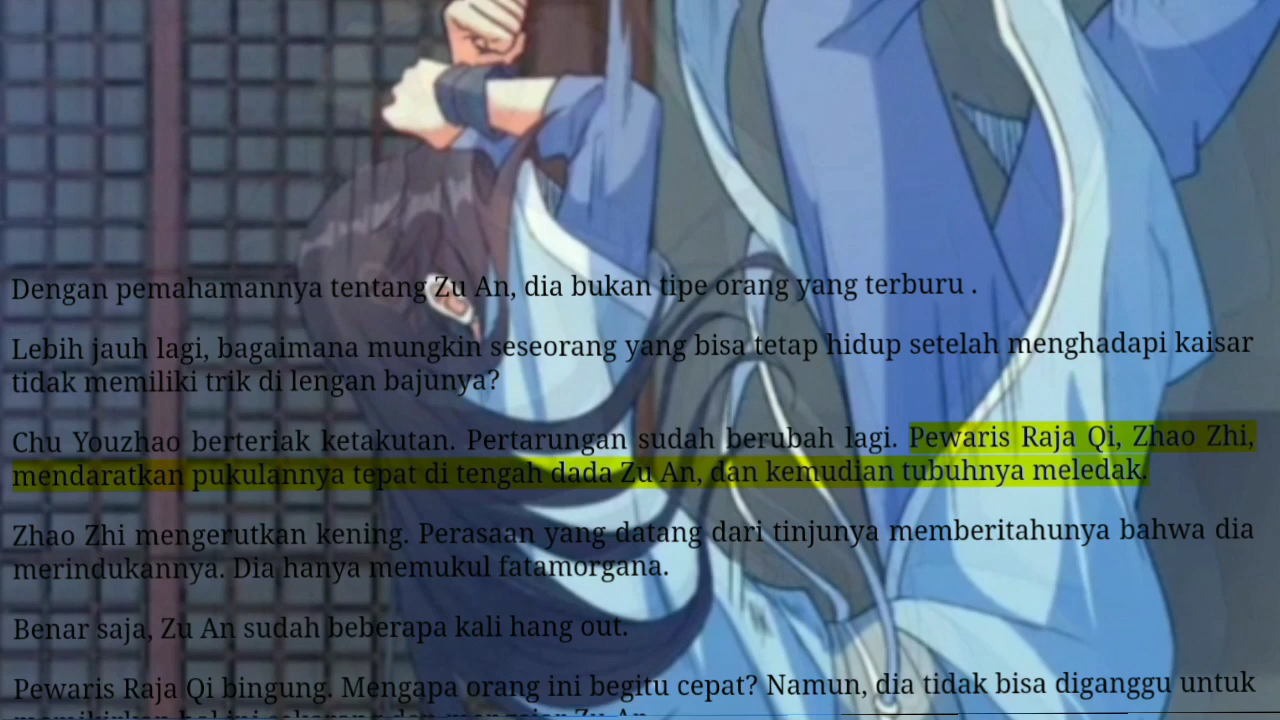 Dengan pemahamannya tentang Zu An, dia bukan tipe orang yang terburu .
Lebih jauh lagi, bagaimana mungkin seseorang yang bisa tetap hidup setelah menghadapi kaisar
tidak memiliki trik di lengan bajunya?
Chu Youzhao berteriak ketakutan. Pertarungan sudah berubah lagi. Pewaris Raja Qi, Zhao Zhi,
mendaratkan pukulannya tepat di tengah dada Zu An, dan kemudian tubuhnya meledak.
Zhao Zhi mengerutkan kening. Perasaan yang datang dari tinjunya memberitahunya bahwa dia
merindukannya. Dia hanya memukul fatamorgana.
Benar saja, Zu An sudah beberapa kali hang out.
Pewaris Raja Qi bingung. Mengapa orang ini begitu cepat? Namun, dia tidak bisa diganggu untuk
Zu An